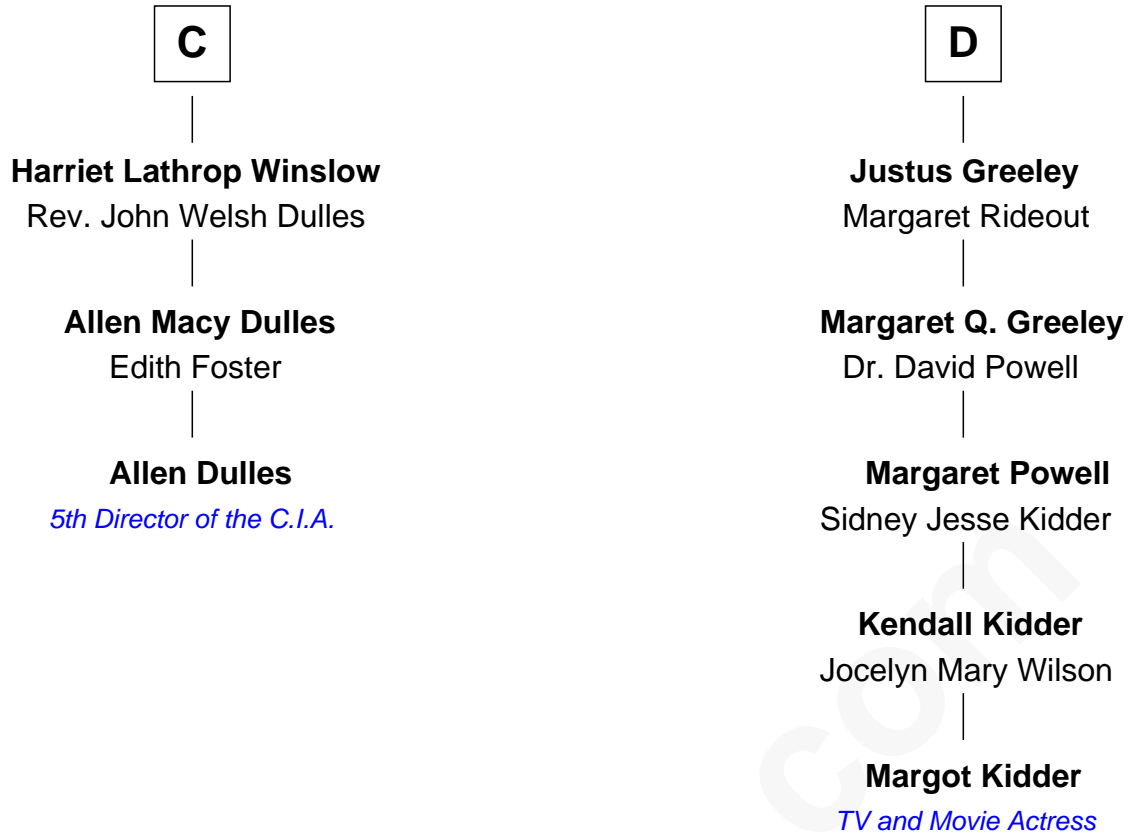 C
Harriet Lathrop Winslow
Rev. John Welsh Dulles
Allen Macy Dulles
Edith Foster
Allen Dulles
5th Director of the C.I.A.
D
Justus Greeley
Margaret Rideout
Margaret Q. Greeley
Dr. David Powell
Margaret Powell
Sidney Jesse Kidder
Kendall Kidder
Jocelyn Mary Wilson
Margot Kidder
TV and Movie Actress
com